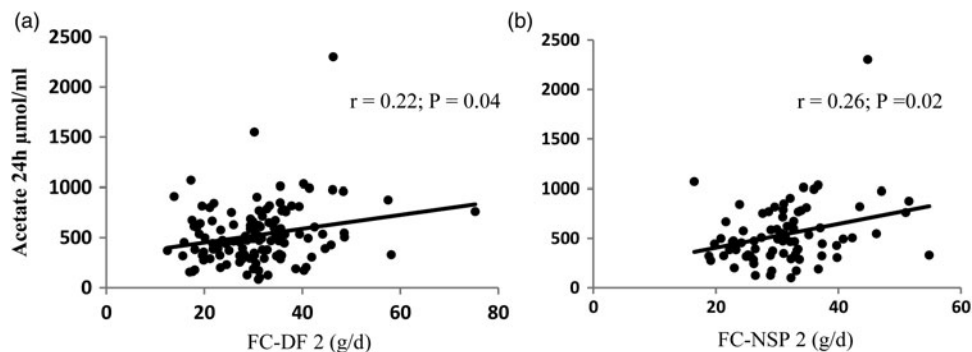 (a)
2500
2000
1500
1000
500
0
Acetate 24h µmol/ml
r = 0.22; P = 0.04
0 20 40 60 80
FC-DF 2 (g/d)
(b)
2500
2000
1500
1000
500
0
r = 0.26; P =0.02
0 20 40 60
FC-NSP 2 (g/d)